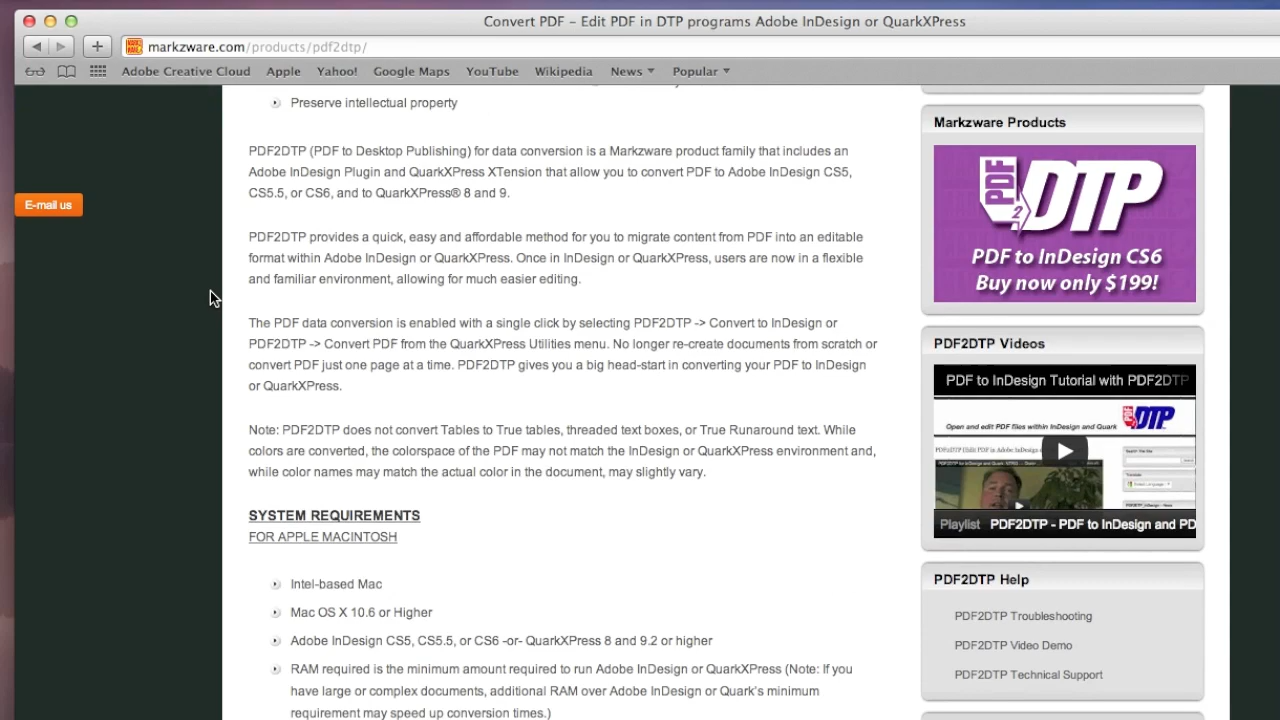 Convert PDF – Edit PDF in DTP programs Adobe InDesign or QuarkXPress
markzware.com/products/pdf2dtp/
Adobe Creative Cloud Apple Yahoo! Google Maps YouTube Wikipedia News Popular
Preserve intellectual property
PDF2DTP (PDF to Desktop Publishing) for data conversion is a Markzware product family that includes an
Adobe InDesign Plugin and QuarkXPress XTension that allow you to convert PDF to Adobe InDesign CS5,
CS5.5, or CS6, and to QuarkXPress® 8 and 9.
E-mail us
PDF2DTP provides a quick, easy and affordable method for you to migrate content from PDF into an editable
format within Adobe InDesign or QuarkXPress. Once in InDesign or QuarkXPress, users are now in a flexible
and familiar environment, allowing for much easier editing.
The PDF data conversion is enabled with a single click by selecting PDF2DTP -> Convert to InDesign or
PDF2DTP -> Convert PDF from the QuarkXPress Utilities menu. No longer re-create documents from scratch or
convert PDF just one page at a time. PDF2DTP gives you a big head-start in converting your PDF to InDesign
or QuarkXPress.
Note: PDF2DTP does not convert Tables to True tables, threaded text boxes, or True Runaround text. While
colors are converted, the colorspace of the PDF may not match the InDesign or QuarkXPress environment and,
while color names may match the actual color in the document, may slightly vary.
SYSTEM REQUIREMENTS
FOR APPLE MACINTOSH
Intel-based Mac
Mac OS X 10.6 or Higher
Adobe InDesign CS5, CS5.5, or CS6 -or- QuarkXPress 8 and 9.2 or higher
RAM required is the minimum amount required to run Adobe InDesign or QuarkXPress (Note: If you
have large or complex documents, additional RAM over Adobe InDesign or Quark's minimum
requirement may speed up conversion times.)
Markzware Products
PDF 2 DTP
PDF to InDesign CS6
Buy now only $199!
PDF2DTP Videos
PDF to InDesign Tutorial with PDF2DTP
DTP
Open and edit PDF files within InDesign and Quark
Playlist PDF2DTP - PDF to InDesign and PD
PDF2DTP Help
PDF2DTP Troubleshooting
PDF2DTP Video Demo
PDF2DTP Technical Support